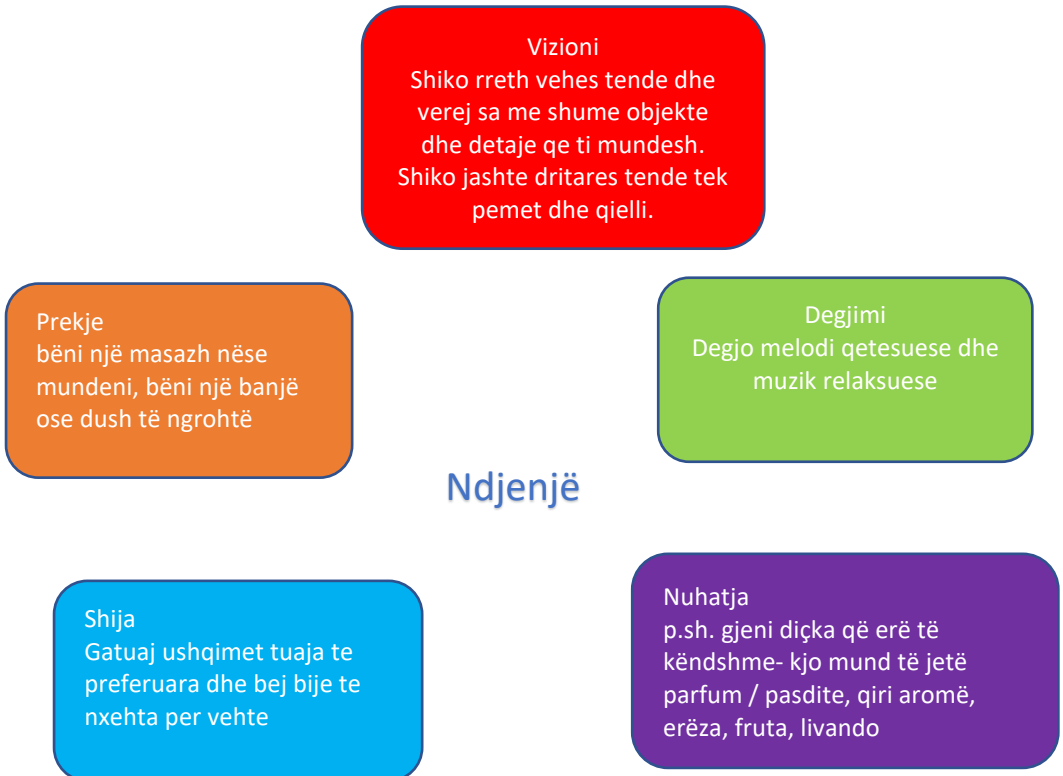 Vizioni
Shiko rreth vehes tende dhe
verej sa me shume objekte
dhe detaje qe ti mundesh.
Shiko jashte dritares tende tek
pemet dhe qielli.
Prekje
bëni një masazh nëse
mundeni, bëni një banjë
ose dush të ngrohtë
Degjimi
Degjo melodi qetesuese dhe
muzik relaksuese
Ndjenjë
Shija
Gatuaj ushqimet tuaja te
preferuara dhe bej bije te
nxehta per vehte
Nuhatja
p.sh. gjeni diçka që erë të
këndshme- kjo mund të jetë
parfum / pasdite, qiri aromë,
erëza, fruta, livando